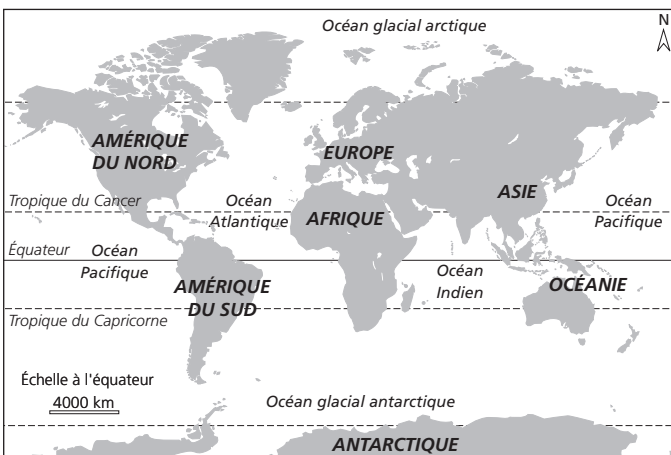 Océan glacial arctique
N
AMÉRIQUE
DU NORD
EUROPE
ASIE
Tropique du Cancer
Océan
Atlantique
AFRIQUE
Océan
Pacifique
Équateur
Océan
Pacifique
AMÉRIQUE
DU SUD
Océan
Indien
OCÉANIE
Tropique du Capricorne
Échelle à l'équateur
4000 km
Océan glacial antarctique
ANTARCTIQUE